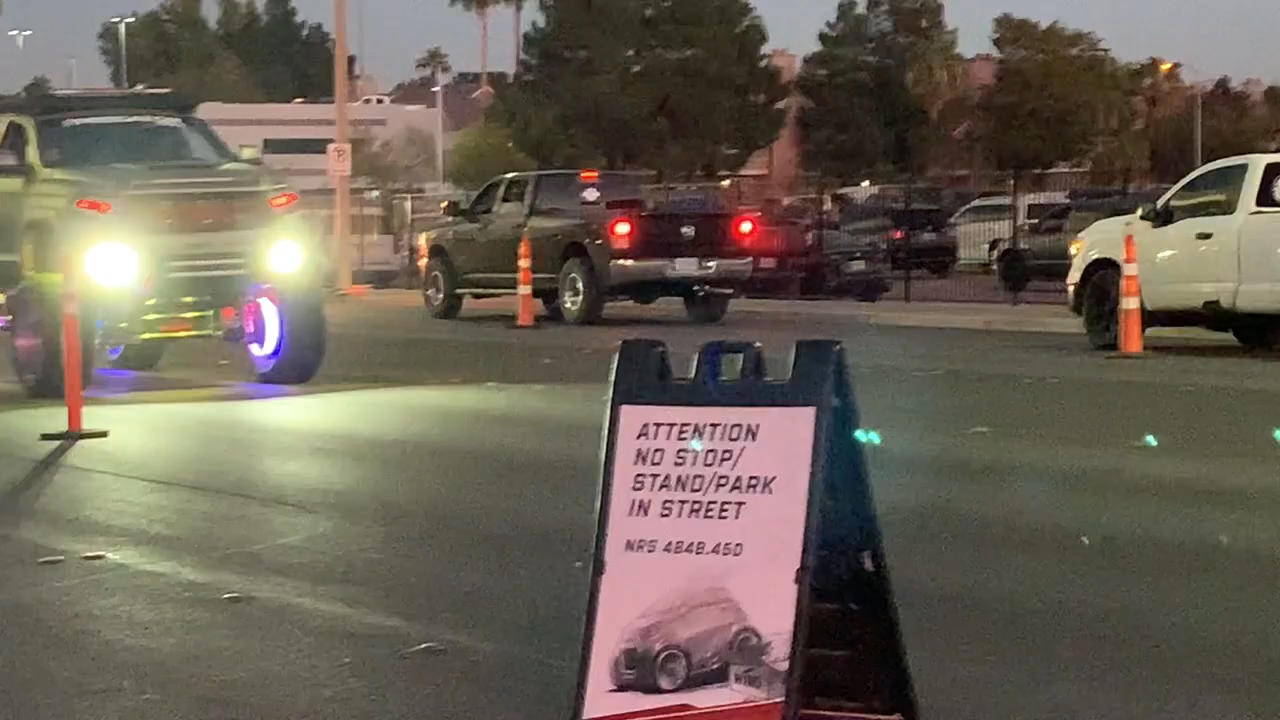 ATTENTION
NO STOP/
STAND/PARK
IN STREET
NRS 484B.450